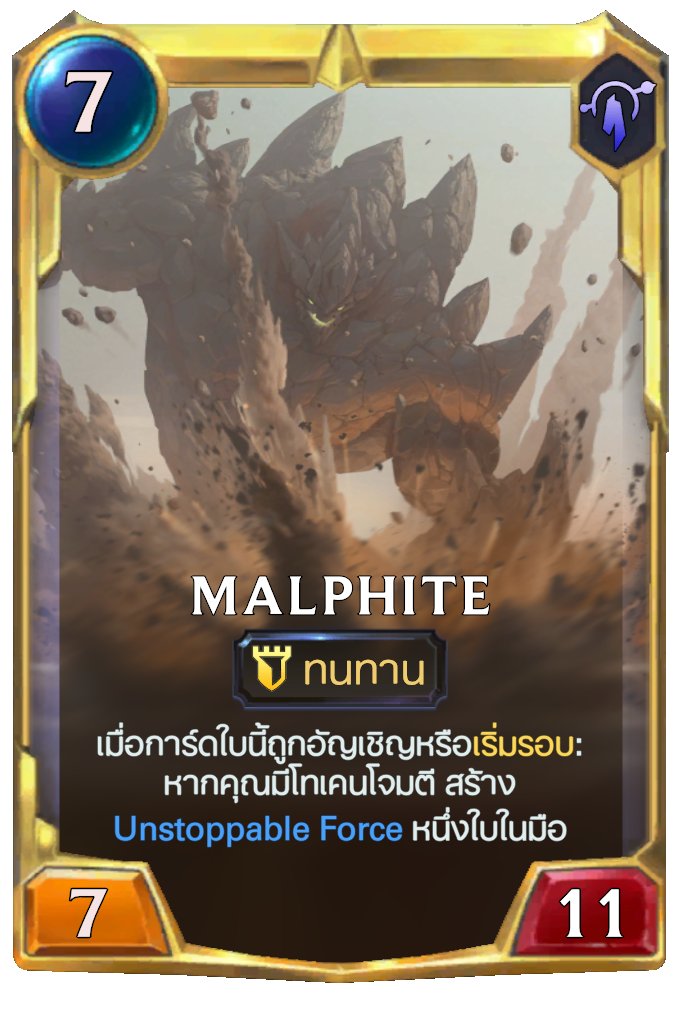 7
MALPHITE
ทนทาน
เมื่อการ์ดใบนี้ถูกอัญเชิญหรือเริ่มรอบ:
หากคุณมีโทเคนโจมตี สร้าง
Unstoppable Force หนึ่งใบในมือ
7
11